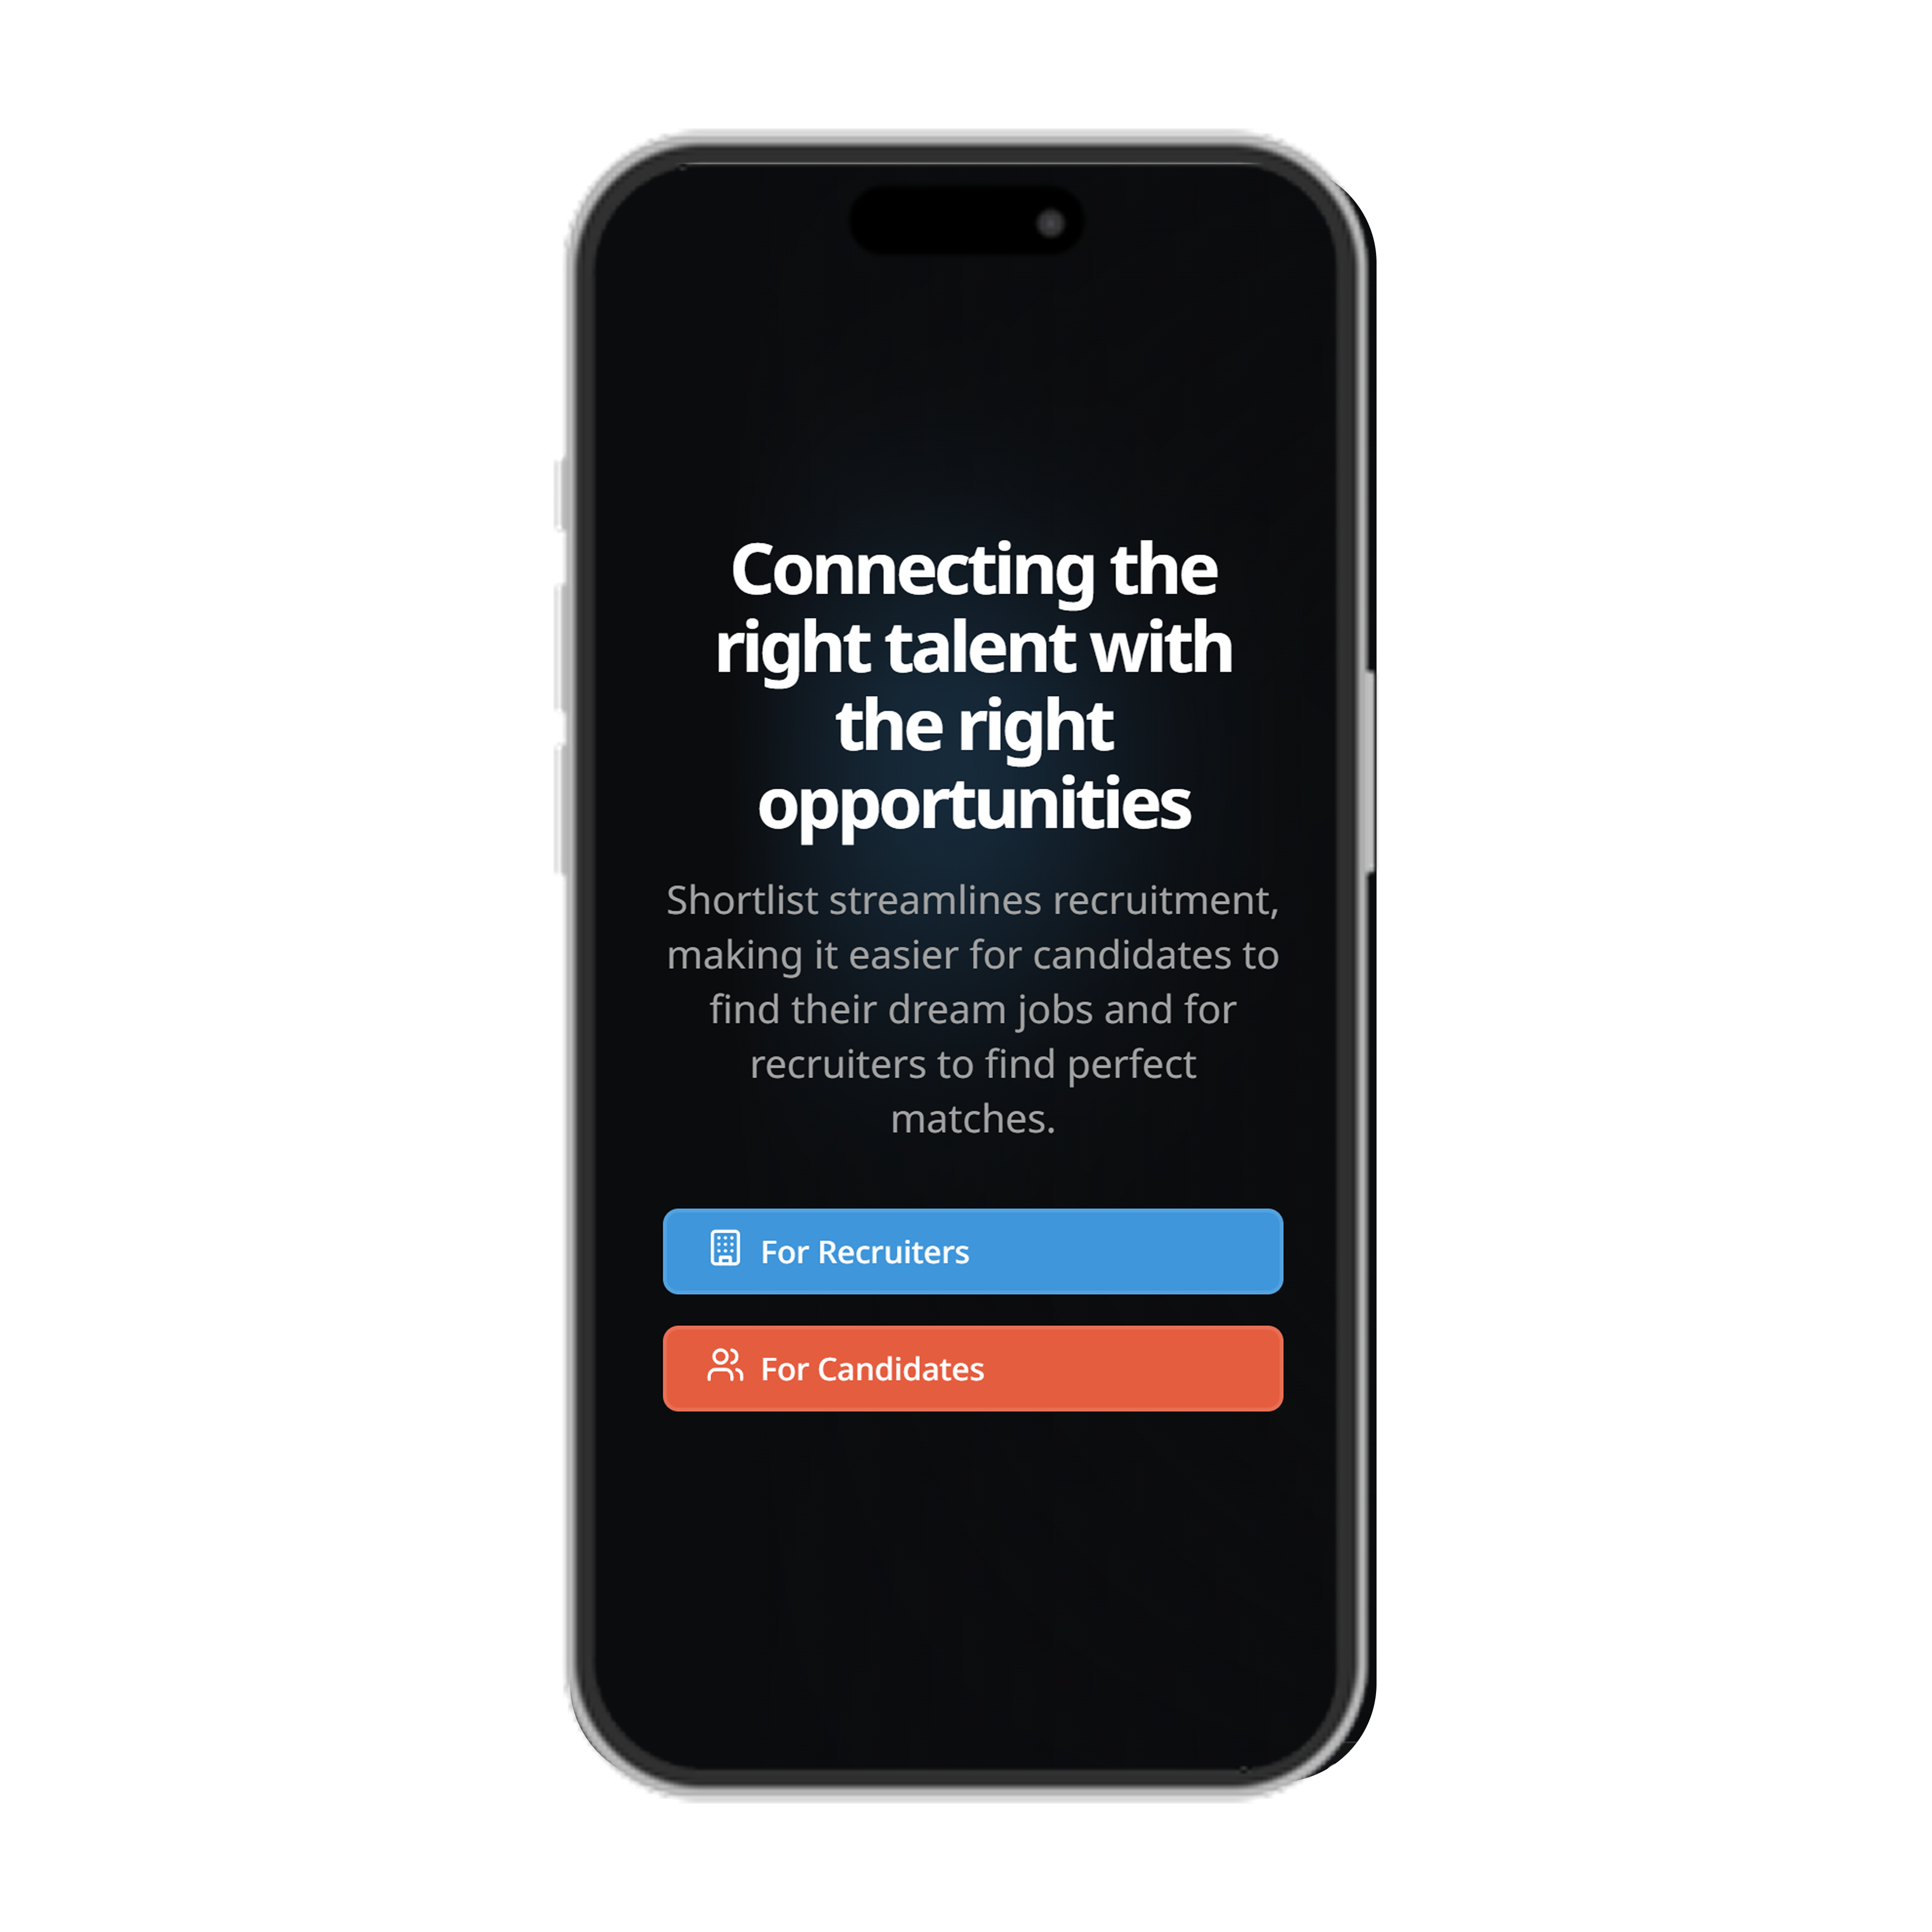 Connecting the
right talent with
the right
opportunities
Shortlist streamlines recruitment,
making it easier for candidates to
find their dream jobs and for
recruiters to find perfect
matches.
For Recruiters
For Candidates